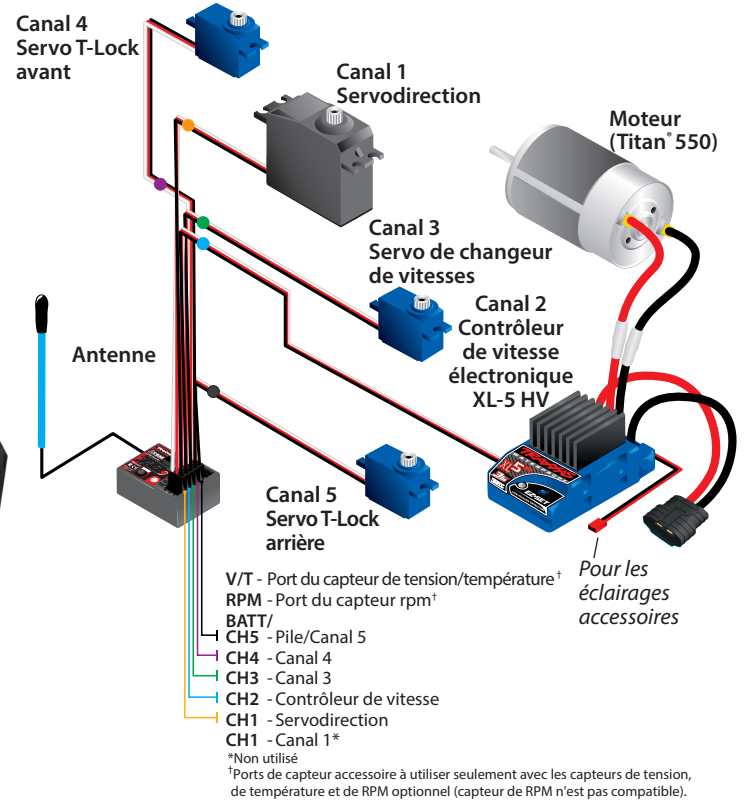 Canal 4
Servo T-Lock
avant
Canal 1
Servodirection
Moteur
(Titan® 550)
Canal 3
Servo de changeur
de vitesses
Canal 2
Contrôleur
de vitesse
électronique
XL-5 HV
Antenne
TRAXXAS
XL5
EZ-SET
Canal 5
Servo T-Lock
arrière
Pour les
éclairages
accessoires
V/T - Port du capteur de tension/température†
RPM - Port du capteur rpm†
BATT/
CH5 - Pile/Canal 5
CH4 - Canal 4
CH3 - Canal 3
CH2 - Contrôleur de vitesse
CH1 - Servodirection
CH1 - Canal 1*
*Non utilisé
†Ports de capteur accessoire à utiliser seulement avec les capteurs de tension,
de température et de RPM optionnel (capteur de RPM n'est pas compatible).